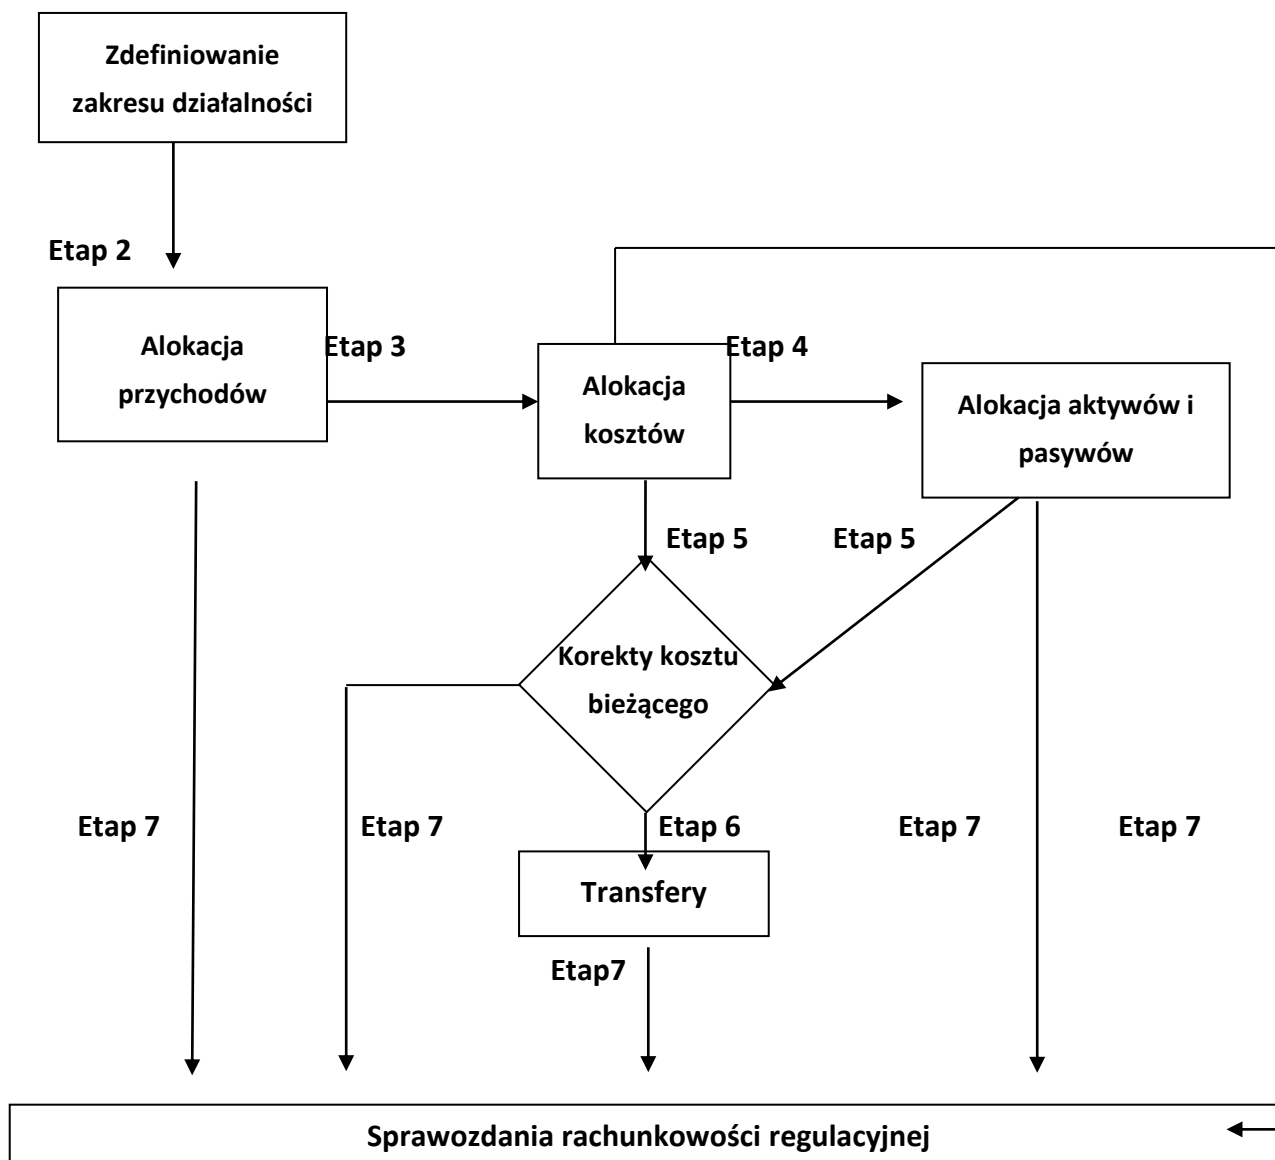 Zdefiniowanie
zakresu działalności
Etap 2
Alokacja
przychodów
Etap 3
Alokacja
kosztów
Etap 4
Alokacja aktywów i
pasywów
Etap 5
Etap 5
Korekty kosztu
bieżącego
Etap 7
Etap 7
Etap 6
Etap 7
Etap 7
Transfery
Etap7
Sprawozdania rachunkowości regulacyjnej